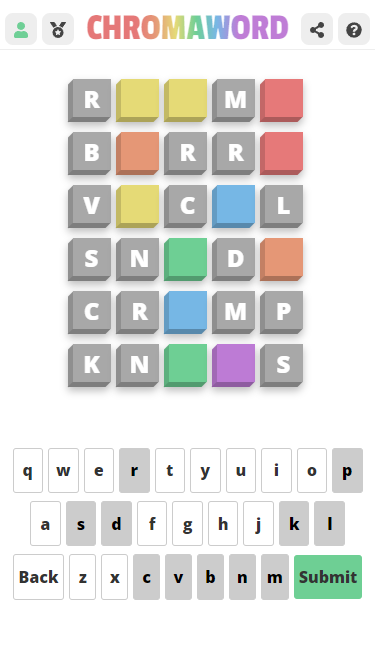 CHROMAWORD
R M
B R R
V C L
S N D
C R M P
K N S
q w e r t y u i o p
a s d f g h j k l
Back z x c v b n m Submit